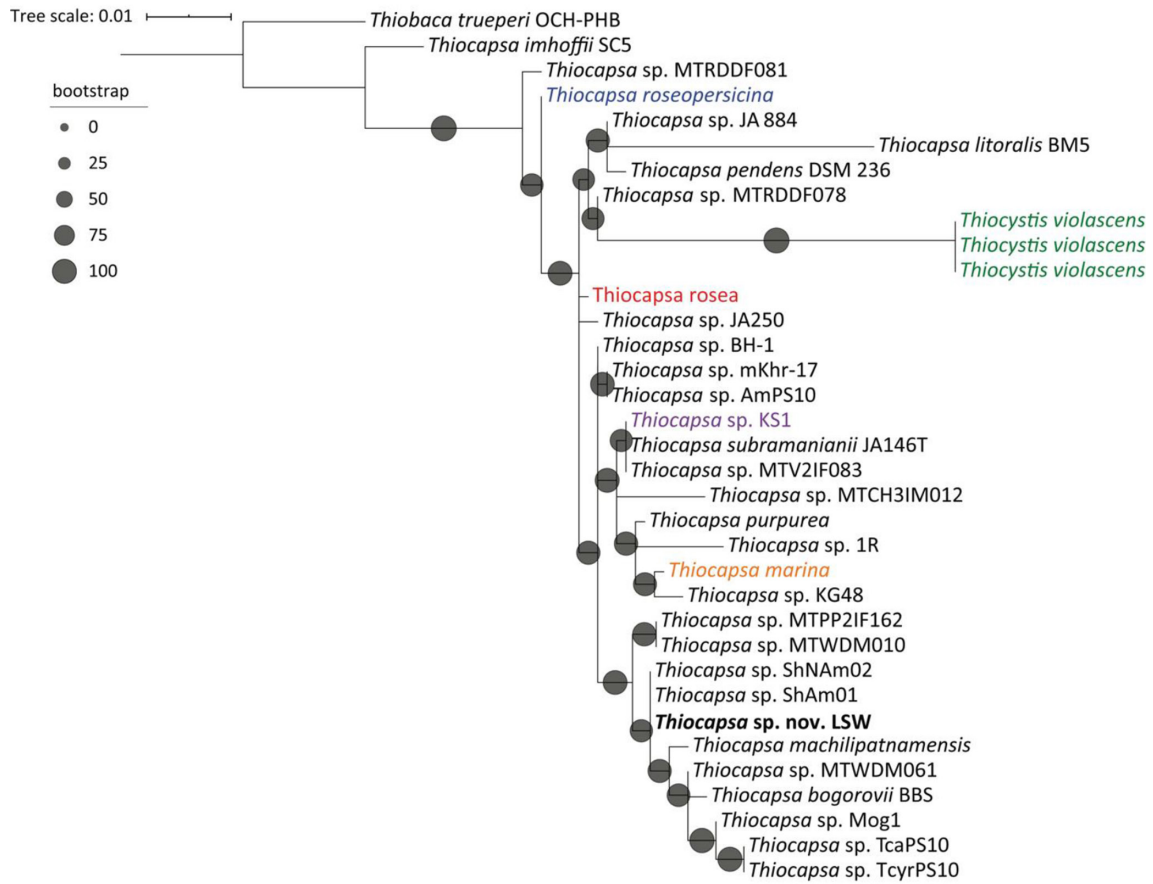 Tree scale: 0.01
bootstrap
0
25
50
75
100
Thiobaca trueperi OCH-PHB
Thiocapsa imhoffii SC5
Thiocapsa sp. MTRDDF081
Thiocapsa roseopersicina
Thiocapsa sp. JA 884
Thiocapsa litoralis BM5
Thiocapsa pendens DSM 236
Thiocapsa sp. MTRDDF078
Thiocystis violascens
Thiocystis violascens
Thiocystis violascens
Thiocapsa rosea
Thiocapsa sp. JA250
Thiocapsa sp. BH-1
Thiocapsa sp. mKhr-17
Thiocapsa sp. AmPS10
Thiocapsa sp. KS1
Thiocapsa subramanianii JA146T
Thiocapsa sp. MTV2IF083
Thiocapsa sp. MTCH3IM012
Thiocapsa purpurea
Thiocapsa sp. 1R
Thiocapsa marina
Thiocapsa sp. KG48
Thiocapsa sp. MTPP2IF162
Thiocapsa sp. MTWDM010
Thiocapsa sp. ShNAm02
Thiocapsa sp. ShAm01
Thiocapsa sp. nov. LSW
Thiocapsa machilipatnamensis
Thiocapsa sp. MTWDM061
Thiocapsa bogorovii BBS
Thiocapsa sp. Mog1
Thiocapsa sp. TcaPS10
Thiocapsa sp. TcyrPS10